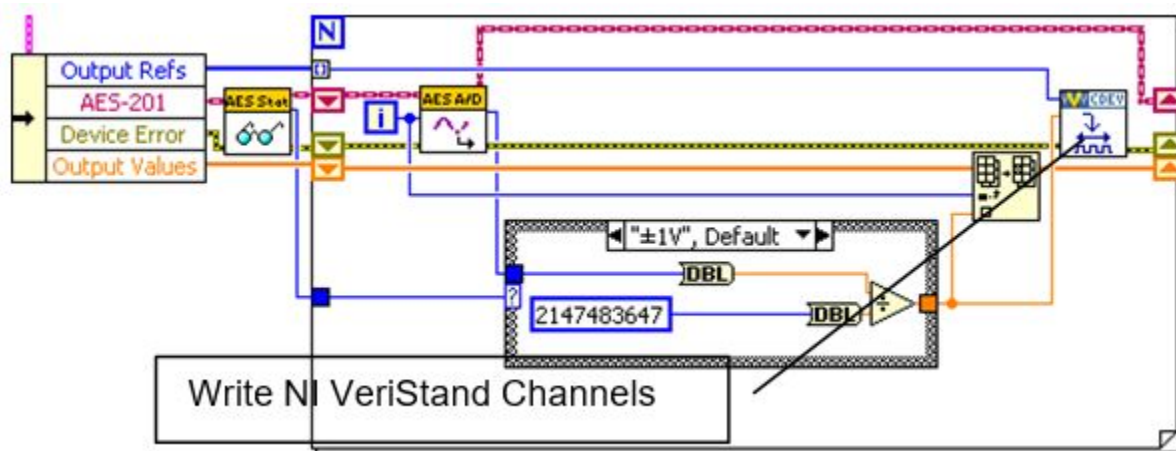 N
Output Refs
AES-201
Device Error
Output Values
AES Stat
AES A/D
i
CDEV
"±1V", Default
?
DBL
2147483647
DBL
÷
Write NI VeriStand Channels